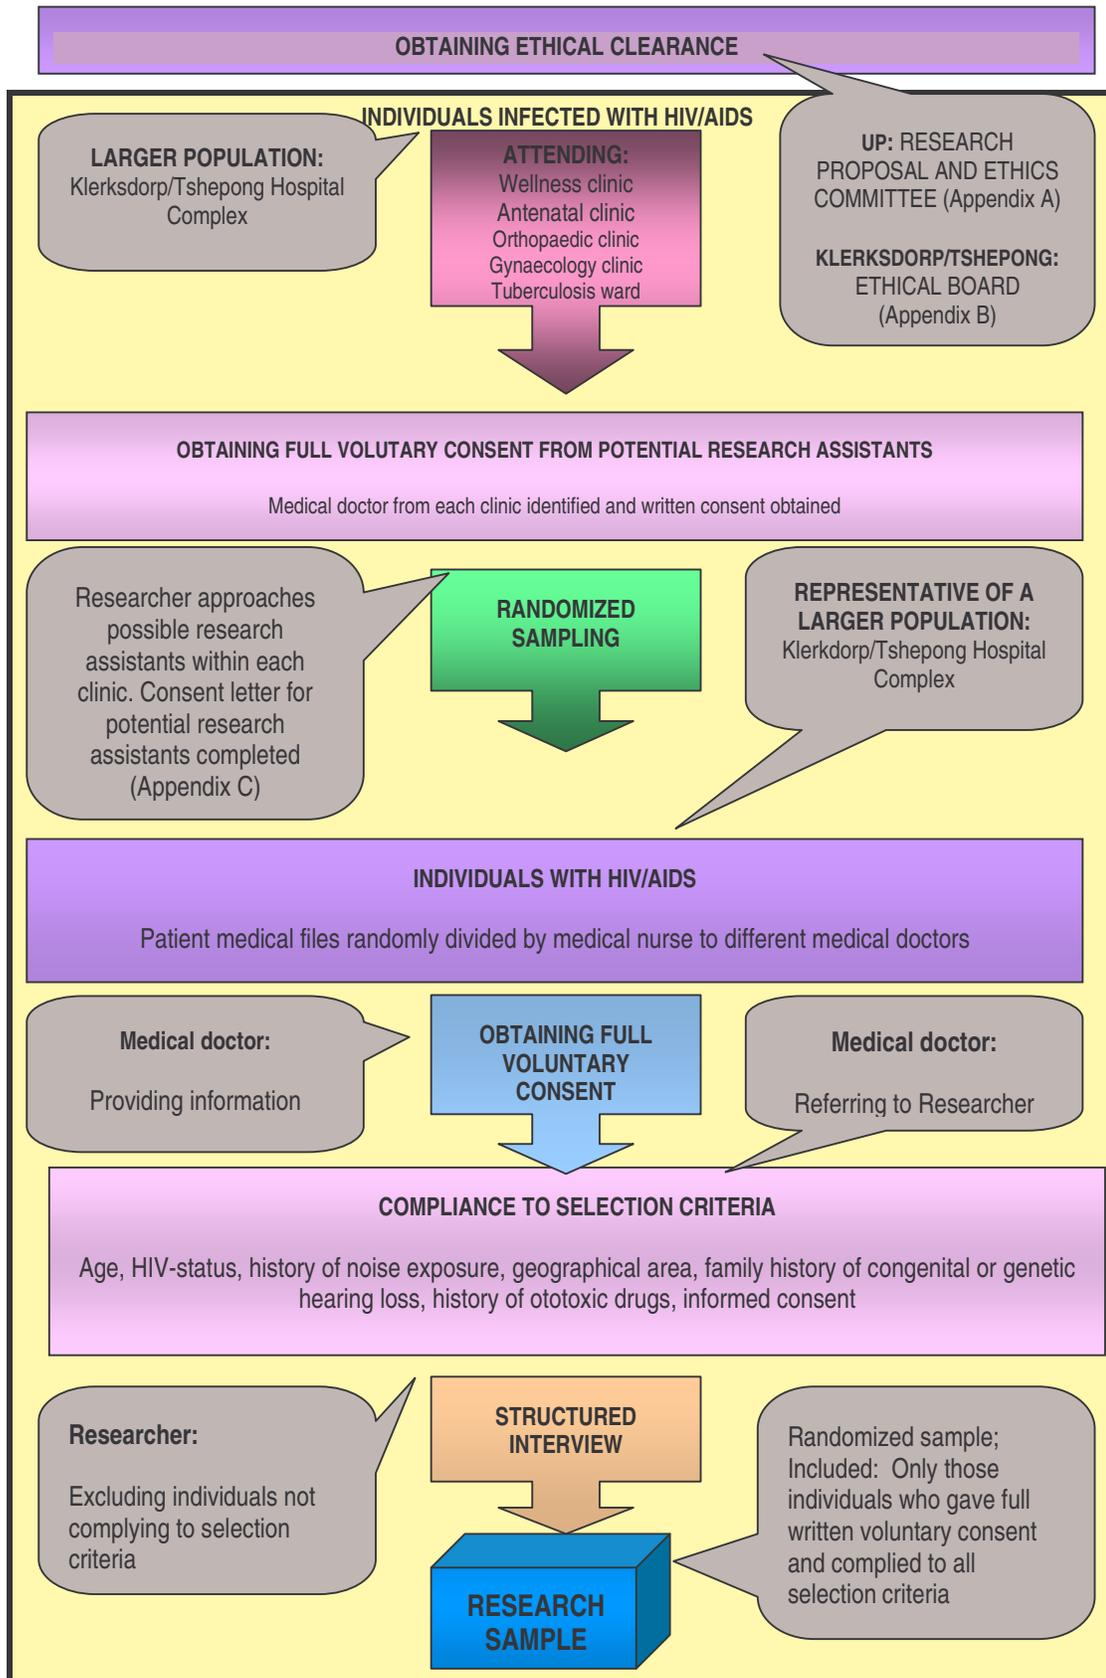 OBTAINING ETHICAL CLEARANCE
INDIVIDUALS INFECTED WITH HIV/AIDS
LARGER POPULATION:
Klerksdorp/Tshepong Hospital
Complex
ATTENDING:
Wellness clinic
Antenatal clinic
Orthopaedic clinic
Gynaecology clinic
Tuberculosis ward
UP: RESEARCH
PROPOSAL AND ETHICS
COMMITTEE (Appendix A)
KLERKSDORP/TSHEPONG:
ETHICAL BOARD
(Appendix B)
OBTAINING FULL VOLUTARY CONSENT FROM POTENTIAL RESEARCH ASSISTANTS
Medical doctor from each clinic identified and written consent obtained
Researcher approaches
possible research
assistants within each
clinic. Consent letter for
potential research
assistants completed
(Appendix C)
RANDOMIZED
SAMPLING
REPRESENTATIVE OF A
LARGER POPULATION:
Klerkdorp/Tshepong Hospital
Complex
INDIVIDUALS WITH HIV/AIDS
Patient medical files randomly divided by medical nurse to different medical doctors
Medical doctor:
Providing information
OBTAINING FULL
VOLUNTARY
CONSENT
Medical doctor:
Referring to Researcher
COMPLIANCE TO SELECTION CRITERIA
Age, HIV-status, history of noise exposure, geographical area, family history of congenital or genetic
hearing loss, history of ototoxic drugs, informed consent
Researcher:
Excluding individuals not
complying to selection
criteria
STRUCTURED
INTERVIEW
Randomized sample;
Included:  Only those
individuals who gave full
written voluntary consent
and complied to all
selection criteria
RESEARCH
SAMPLE